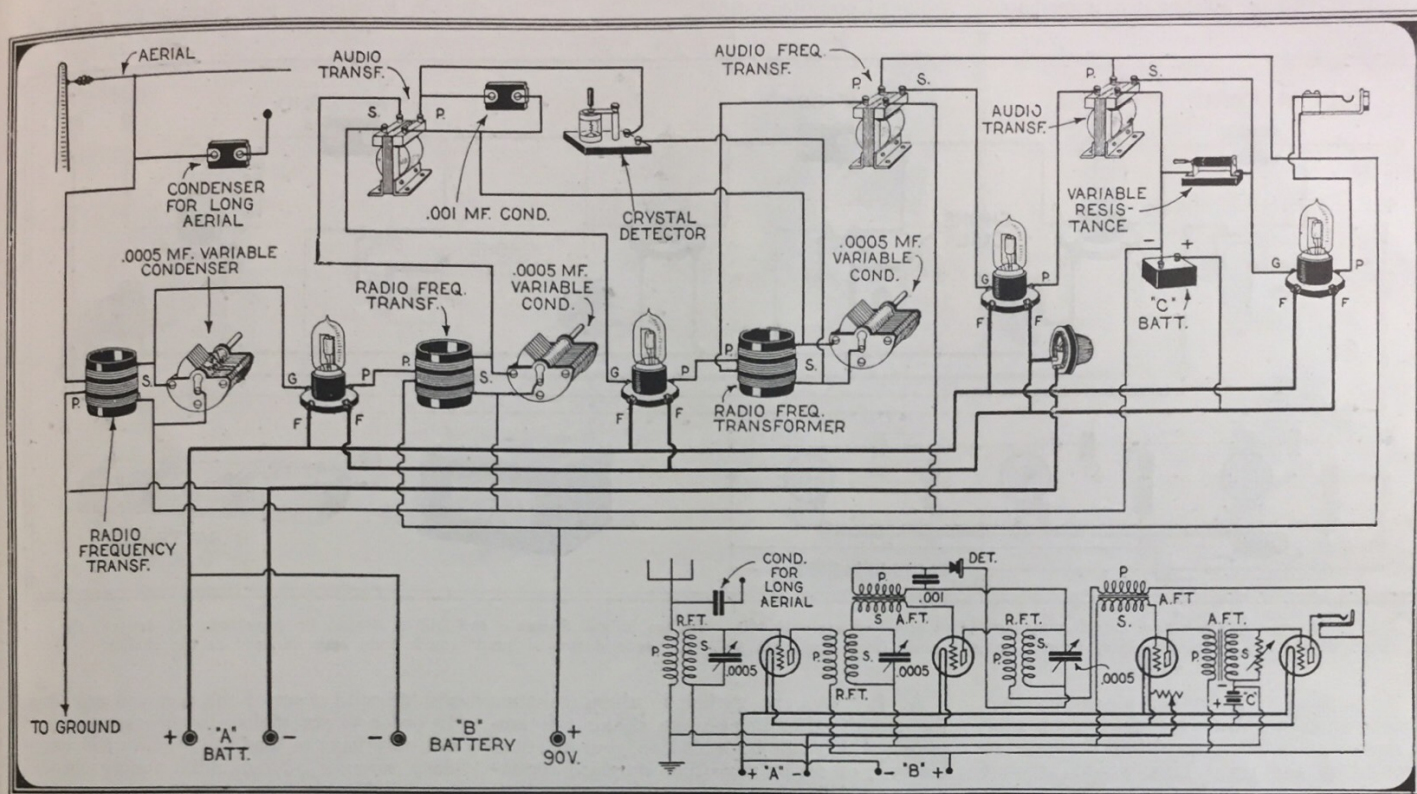 AERIAL
CONDENSER
FOR LONG
AERIAL
AUDIO
TRANSF.
S.
P.
.001 MF. COND.
CRYSTAL
DETECTOR
AUDIO FREQ.
TRANSF.
P.
S.
AUDIO
TRANSF.
P.
S.
VARIABLE
RESIS-
TANCE
.0005 MF. VARIABLE
CONDENSER
RADIO FREQ.
TRANSF.
.0005 MF.
VARIABLE
COND.
.0005 MF.
VARIABLE
COND.
- +
"C"
BATT.
G P
F F
G P
F F
P. S.
G P
F F
P. S.
G P
F F
P. S.
RADIO FREQ.
TRANSFORMER
RADIO
FREQUENCY
TRANSF.
TO GROUND
+ "A" -
BATT.
- "B" +
BATTERY
90 V.
COND.
FOR
LONG
AERIAL
DET.
P.
.001
S A.F.T.
P
A.F.T
S.
R.F.T.
P. S.
.0005
P. S.
R.F.T.
.0005
R.F.T.
P. S.
.0005
A.F.T.
P S
- + "C"
+ "A" -
- "B" +